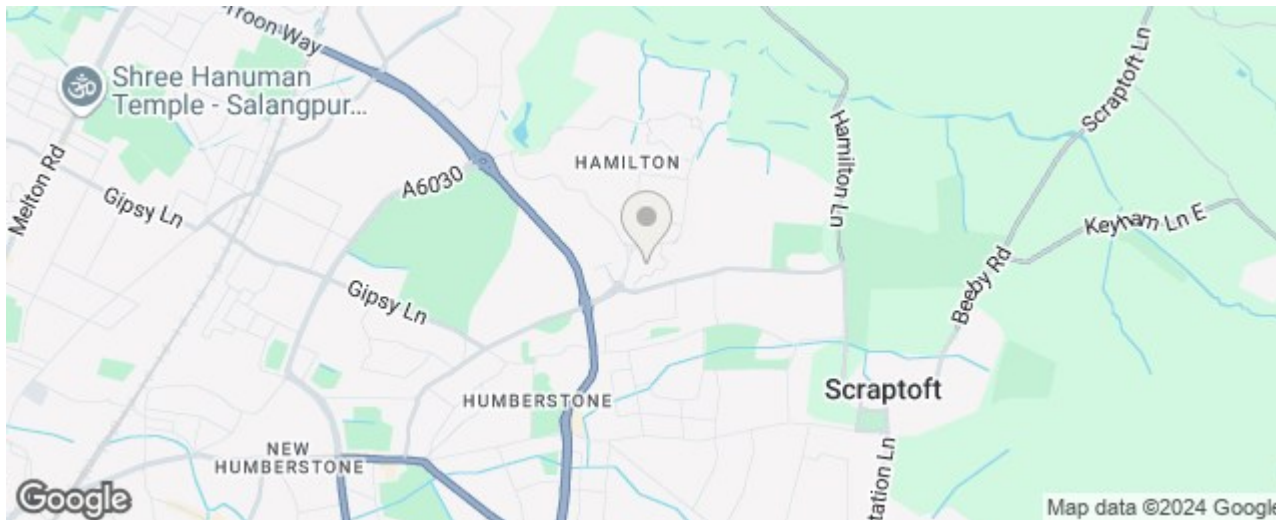 rroon Way
Shree Hanuman
Temple - Salangpur...
Melton Rd
Gipsy Ln
A6030
HAMILTON
Hamilton Ln
Scraptoft Ln
Keyham Ln E
Beeby Rd
Gipsy Ln
HUMBERSTONE
Scraptoft
NEW
HUMBERSTONE
tation Ln
Google
Map data ©2024 Google